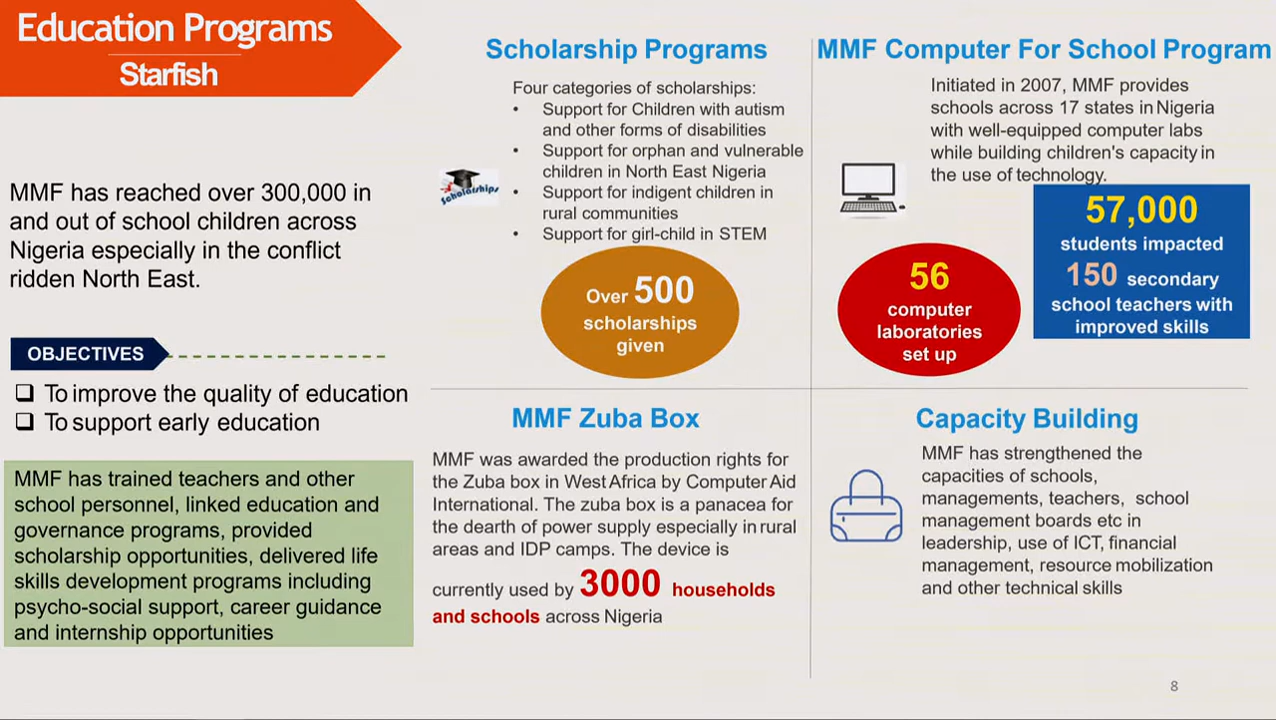 Education Programs
Starfish
MMF has reached over 300,000 in
and out of school children across
Nigeria especially in the conflict
ridden North East.
OBJECTIVES
To improve the quality of education
To support early education
MMF has trained teachers and other
school personnel, linked education and
governance programs, provided
scholarship opportunities, delivered life
skills development programs including
psycho-social support, career guidance
and internship opportunities
Scholarship Programs
Four categories of scholarships:
• Support for Children with autism
and other forms of disabilities
• Support for orphan and vulnerable
children in North East Nigeria
• Support for indigent children in
rural communities
• Support for girl-child in STEM
Scholarships
Over 500
scholarships
given
MMF Computer For School Program
Initiated in 2007, MMF provides
schools across 17 states in Nigeria
with well-equipped computer labs
while building children's capacity in
the use of technology.
56
computer
laboratories
set up
57,000
students impacted
150 secondary
school teachers with
improved skills
MMF Zuba Box
MMF was awarded the production rights for
the Zuba box in West Africa by Computer Aid
International. The zuba box is a panacea for
the dearth of power supply especially in rural
areas and IDP camps. The device is
currently used by 3000 households
and schools across Nigeria
Capacity Building
MMF has strengthened the
capacities of schools,
managements, teachers, school
management boards etc in
leadership, use of ICT, financial
management, resource mobilization
and other technical skills
8